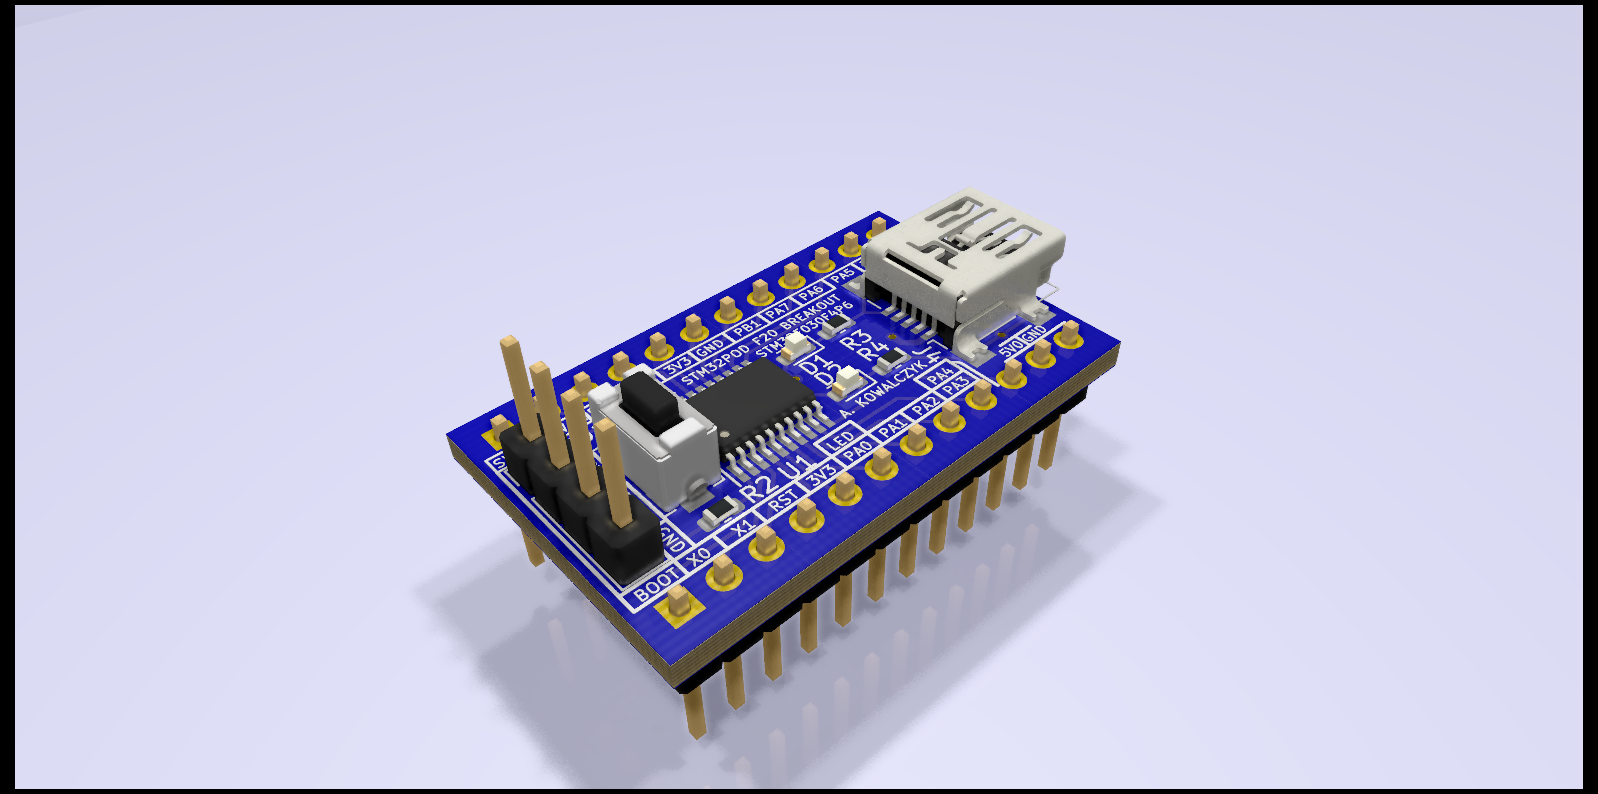 3V3 GND PB1 PA7 PA6 PA5
STM32POD F20 BREAKOUT
D1
D2
R3
R4
A. KOWALCZYK
5V0 GND
PA4
LED
U1
R2
GND
BOOT X0 X1 RST 3V3 PA0 PA1 PA2 PA3